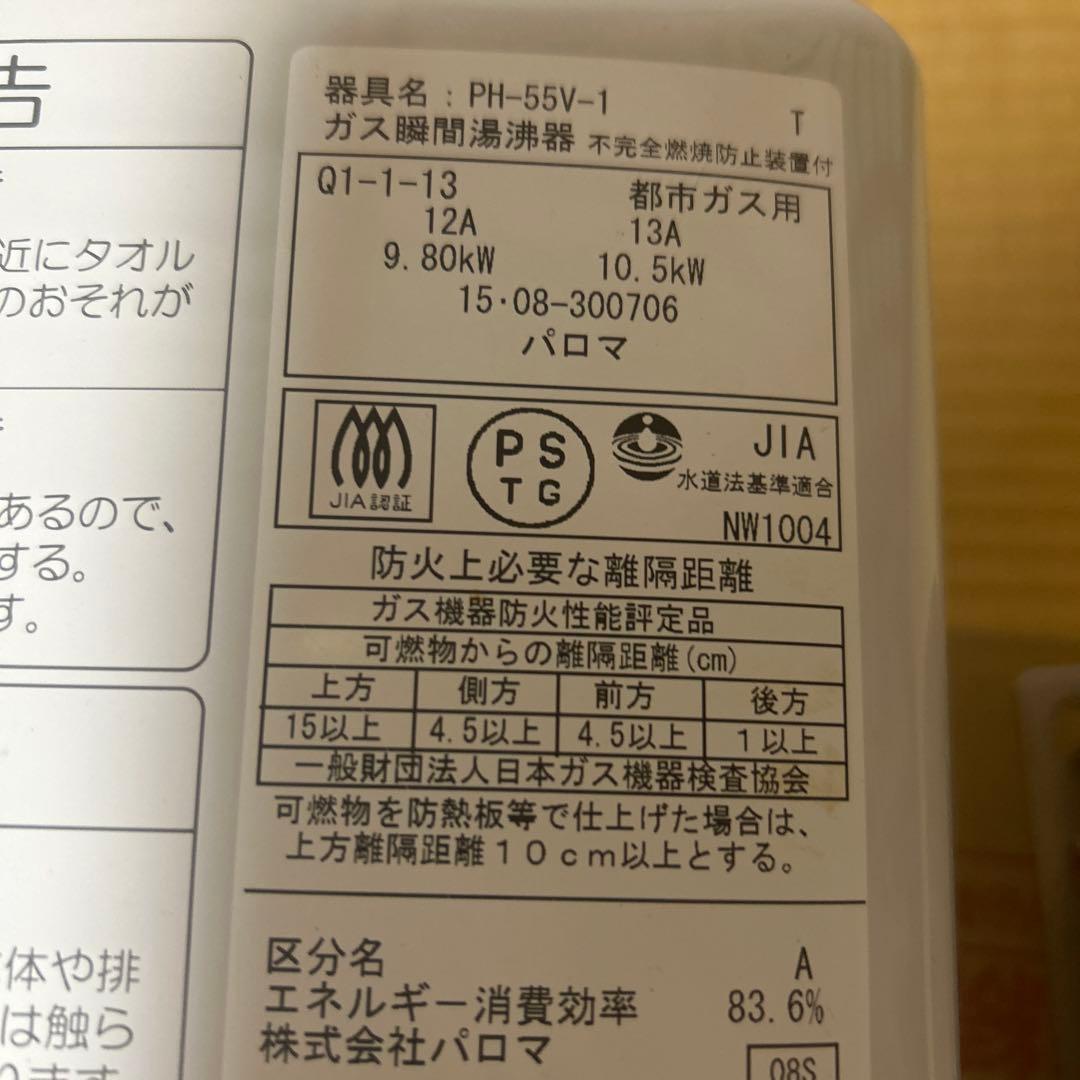 告
近にタオル
のおそれが
あるので、
する。
す。
体や排
は触ら
ります
器具名：PH-55V-1
T
ガス瞬間湯沸器 不完全燃焼防止装置付
Q1-1-13 都市ガス用
12A 13A
9.80kW 10.5kW
15･08-300706
パロマ
JIA認証
PS
TG
JIA
水道法基準適合
NW1004
防火上必要な離隔距離
ガス機器防火性能評定品
可燃物からの離隔距離(cm)
上方 側方 前方 後方
15以上 4.5以上 4.5以上 1以上
一般財団法人日本ガス機器検査協会
可燃物を防熱板等で仕上げた場合は、
上方離隔距離１０ｃｍ以上とする。
区分名 A
エネルギー消費効率 83.6%
株式会社パロマ
08S